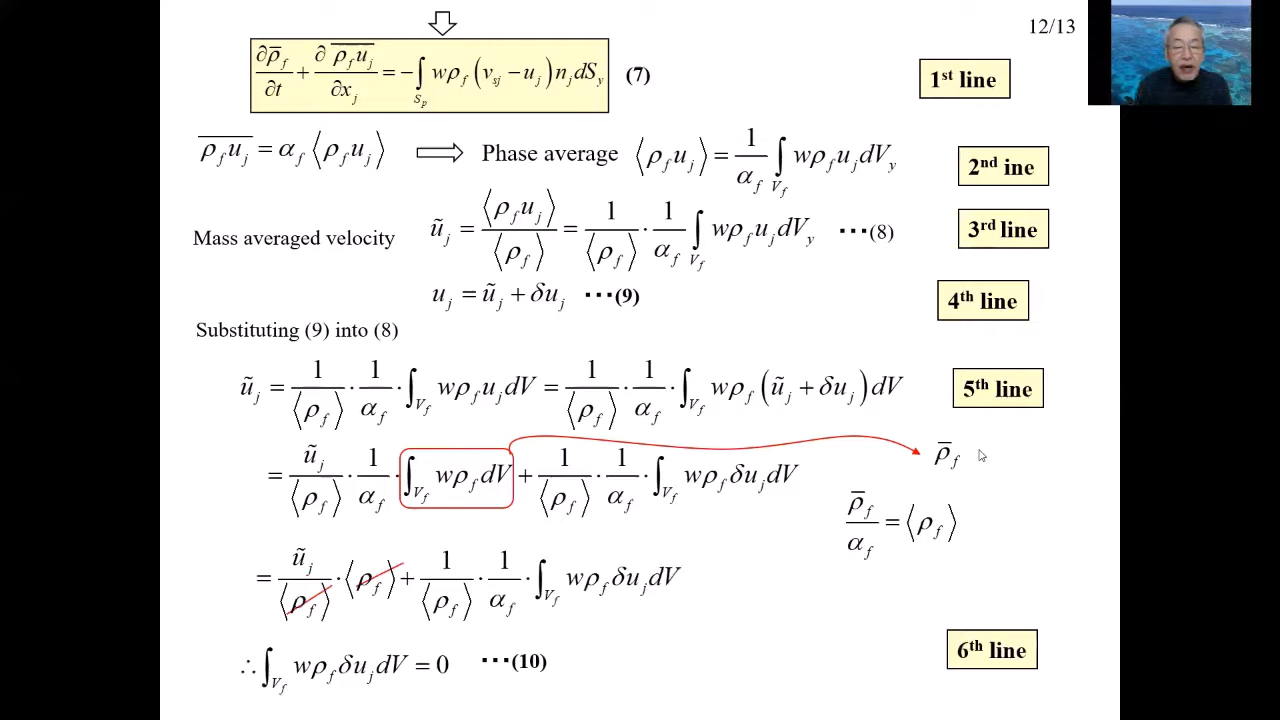 12/13
∂ρ̄_f/∂t + ∂\overline{ρ_f u_j}/∂x_j = −∫_{S_p} wρ_f (v_{sj} − u_j) n_j dS_y (7) 1st line
\overline{ρ_f u_j} = α_f ⟨ρ_f u_j⟩ ⇒ Phase average ⟨ρ_f u_j⟩ = 1/α_f ∫_{V_f} wρ_f u_j dV_y 2nd ine
Mass averaged velocity ũ_j = ⟨ρ_f u_j⟩/⟨ρ_f⟩ = 1/⟨ρ_f⟩ · 1/α_f ∫_{V_f} wρ_f u_j dV_y ⋯(8) 3rd line
u_j = ũ_j + δu_j ⋯(9) 4th line
Substituting (9) into (8)
ũ_j = 1/⟨ρ_f⟩ · 1/α_f · ∫_{V_f} wρ_f u_j dV = 1/⟨ρ_f⟩ · 1/α_f · ∫_{V_f} wρ_f (ũ_j + δu_j) dV 5th line
= ũ_j/⟨ρ_f⟩ · 1/α_f · ∫_{V_f} wρ_f dV + 1/⟨ρ_f⟩ · 1/α_f · ∫_{V_f} wρ_f δu_j dV ρ̄_f
ρ̄_f/α_f = ⟨ρ_f⟩
= ũ_j/⟨ρ_f⟩ · ⟨ρ_f⟩ + 1/⟨ρ_f⟩ · 1/α_f · ∫_{V_f} wρ_f δu_j dV
∴ ∫_{V_f} wρ_f δu_j dV = 0 ⋯(10) 6th line